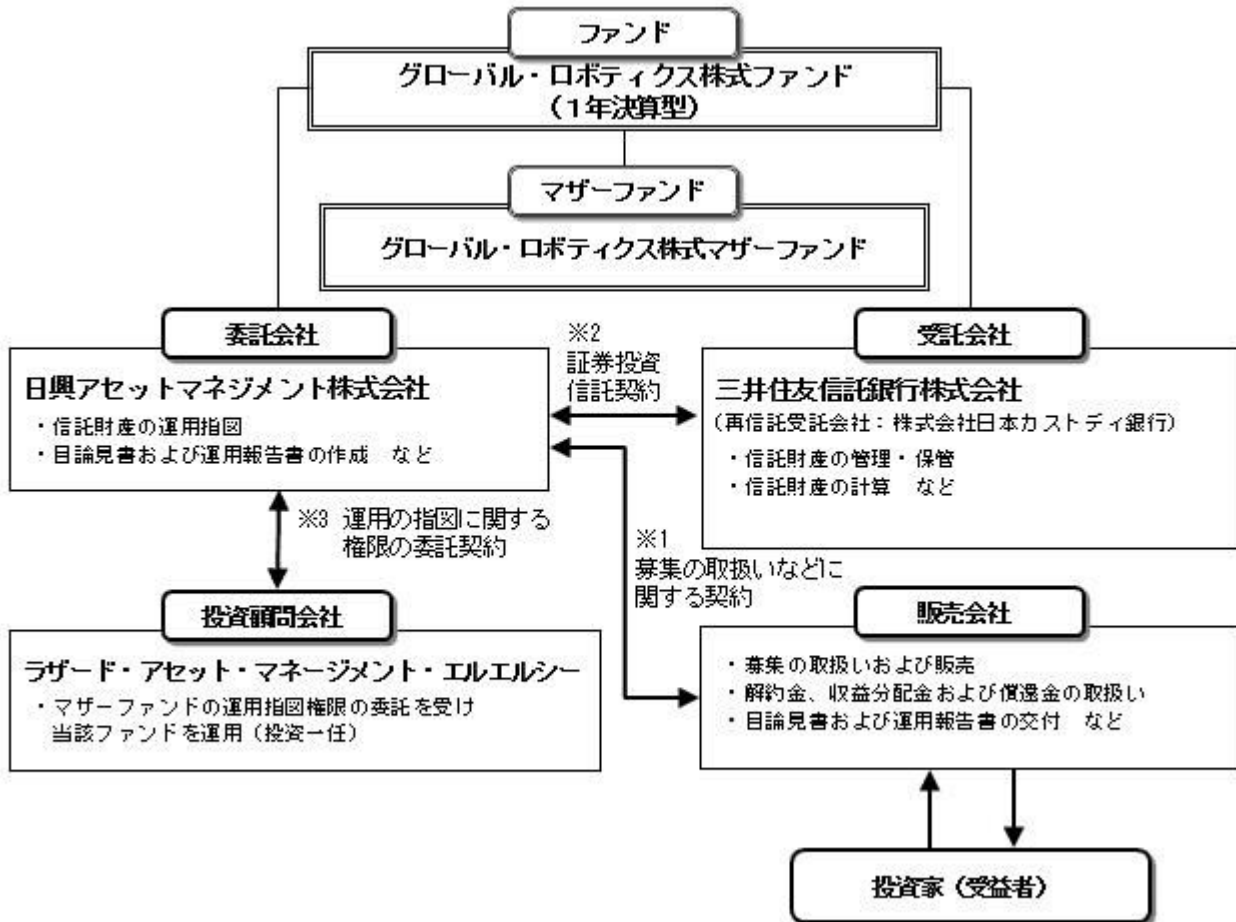 ファンド
グローバル・ロボティクス株式ファンド
（１年決算型）
マザーファンド
グローバル・ロボティクス株式マザーファンド
委託会社
日興アセットマネジメント株式会社
・信託財産の運用指図
・目論見書および運用報告書の作成　など
※2
証券投資
信託契約
受託会社
三井住友信託銀行株式会社
（再信託受託会社：株式会社日本カストディ銀行）
・信託財産の管理・保管
・信託財産の計算　など
※3 運用の指図に関する
権限の委託契約
※1
募集の取扱いなどに
関する契約
投資顧問会社
ラザード・アセット・マネージメント・エルエルシー
・マザーファンドの運用指図権限の委託を受け
当該ファンドを運用（投資一任）
販売会社
・募集の取扱いおよび販売
・解約金、収益分配金および償還金の取扱い
・目論見書および運用報告書の交付　など
投資家（受益者）